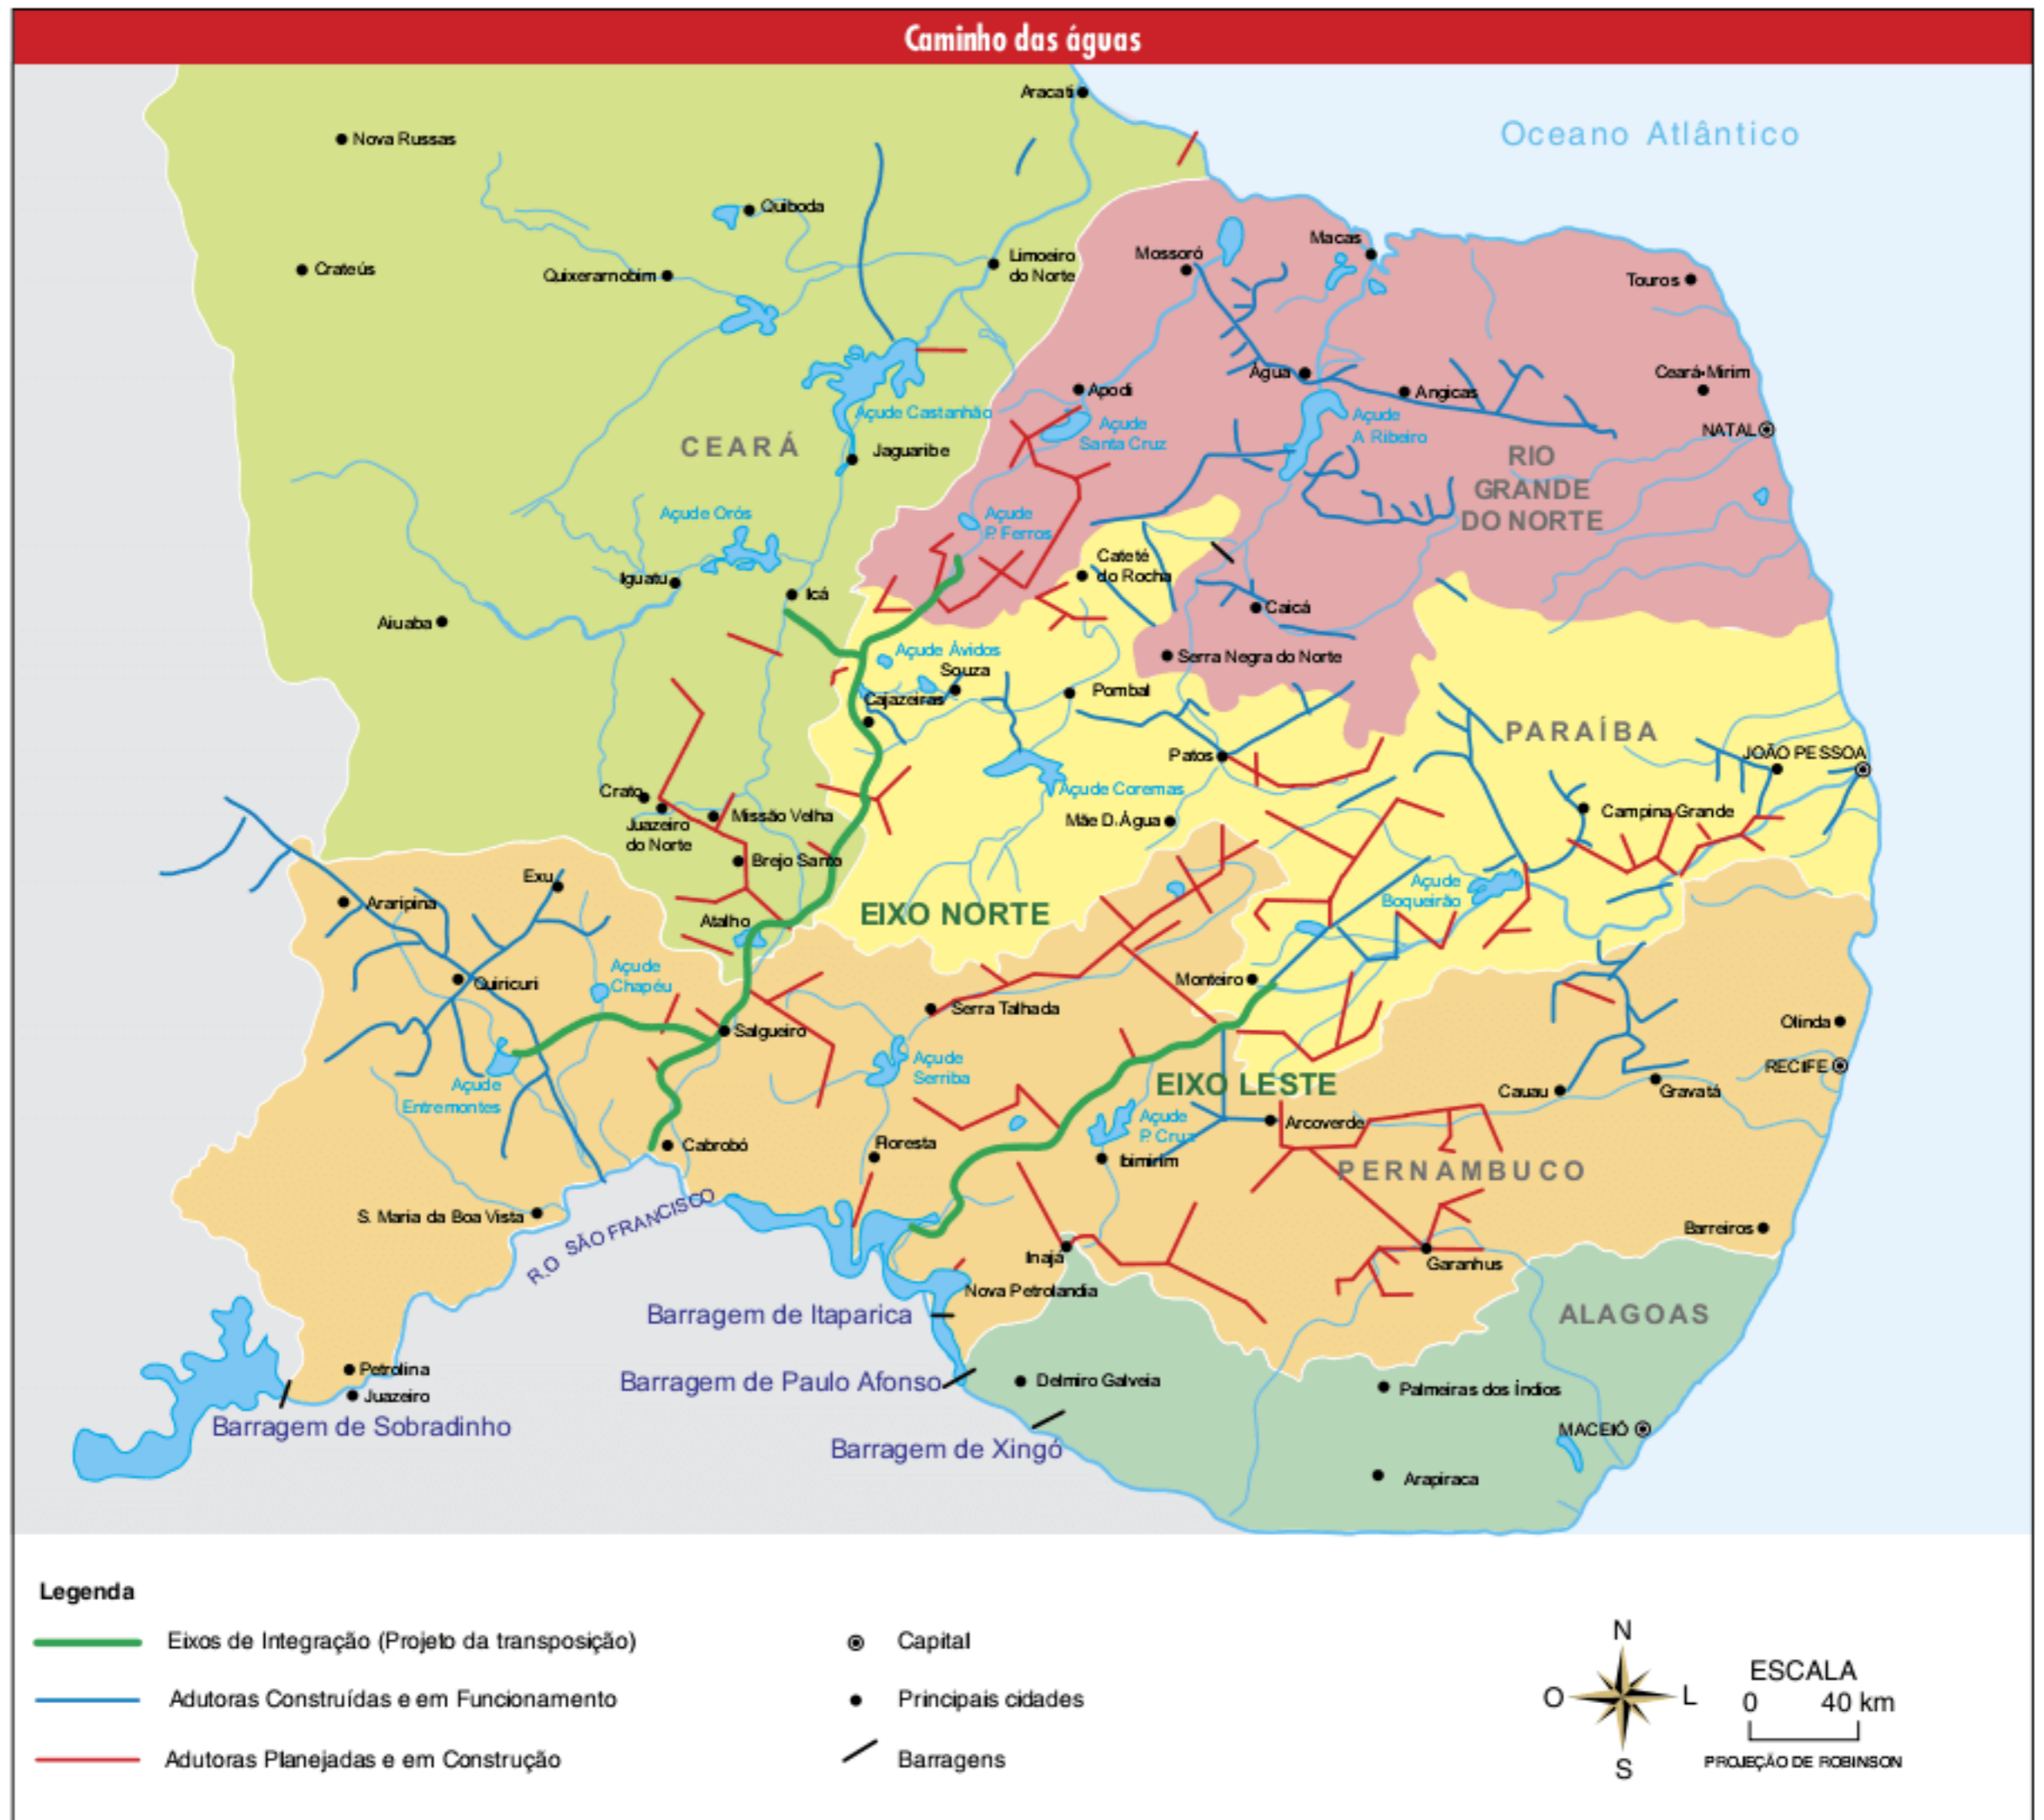 Caminho das águas
Aracati
Oceano Atlântico
Nova Russas
Quiboda
Crateús
Quixeramobim
Limoeiro
do Norte
Mossoró
Macas
Touros
Água
Angicas
Ceará-Mirim
Apodi
Açude Castanhão
Açude
Santa Cruz
Açude
A Ribeiro
NATAL
CEARÁ
Jaguaribe
RIO
GRANDE
DO NORTE
Açude Orós
Açude
P. Ferros
Iguatu
Icá
Cateté
do Rocha
Caicá
Aiuaba
Açude Ávidos
Souza
Serra Negra do Norte
Cajazeiras
Pombal
PARAÍBA
Patos
JOÃO PESSOA
Crato
Juazeiro
do Norte
Missão Velha
Açude Coremas
Mãe D.Água
Campina Grande
Brejo Santo
Exu
Araripina
Atalho
EIXO NORTE
Açude
Boqueirão
Quiricuri
Açude
Chapéu
Monteiro
Serra Talhada
Salgueiro
Olinda
Açude
Entremontes
Açude
Serriba
EIXO LESTE
RECIFE
Cauau
Gravatá
Açude
P. Cruz
Arcoverde
Cabrobó
Floresta
Ibimirim
PERNAMBUCO
S. Maria da Boa Vista
R.O SÃO FRANCISCO
Barreiros
Inajá
Garanhus
Nova Petrolandia
Barragem de Itaparica
ALAGOAS
Petrolina
Juazeiro
Barragem de Paulo Afonso
Delmiro Galveia
Palmeiras dos Índios
Barragem de Sobradinho
Barragem de Xingó
MACEIÓ
Arapiraca
Legenda
Eixos de Integração (Projeto da transposição)
Adutoras Construídas e em Funcionamento
Adutoras Planejadas e em Construção
Capital
Principais cidades
Barragens
N
O
L
S
ESCALA
0 40 km
PROJEÇÃO DE ROBINSON